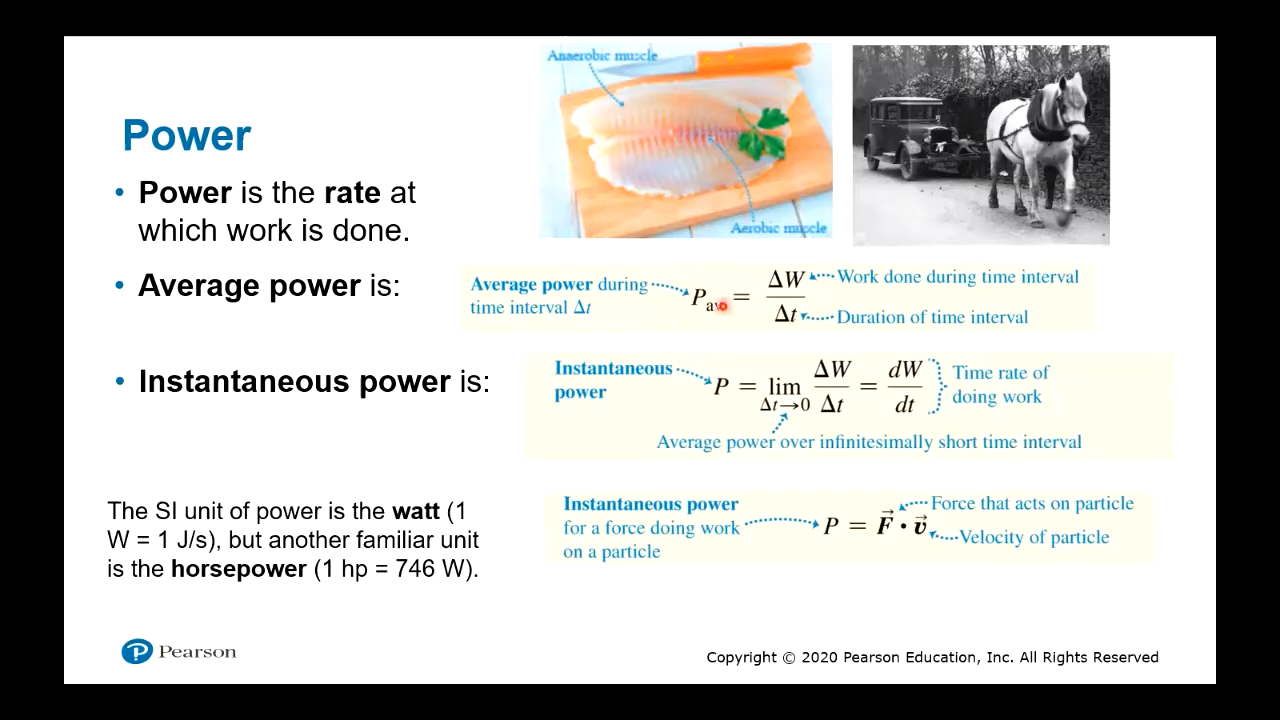 Anaerobic muscle
Aerobic muscle
Power
• Power is the rate at
which work is done.
• Average power is:
Average power during
time interval Δt
P_av = ΔW/Δt
Work done during time interval
Duration of time interval
• Instantaneous power is:
Instantaneous
power
P = lim Δt→0 ΔW/Δt = dW/dt
Time rate of
doing work
Average power over infinitesimally short time interval
The SI unit of power is the watt (1
W = 1 J/s), but another familiar unit
is the horsepower (1 hp = 746 W).
Instantaneous power
for a force doing work
on a particle
P = F⃗ • v⃗
Force that acts on particle
Velocity of particle
P Pearson
Copyright © 2020 Pearson Education, Inc. All Rights Reserved